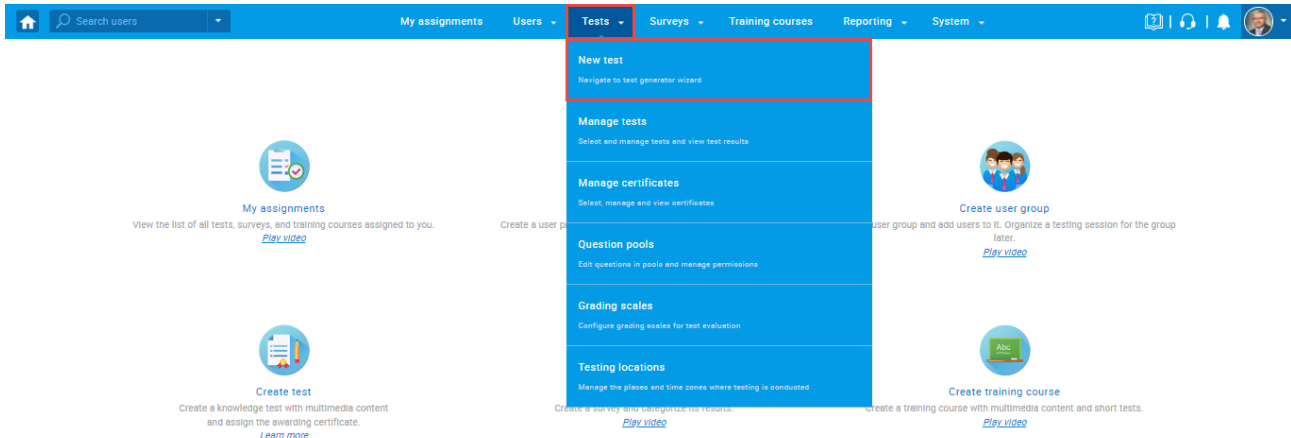 Search users
My assignments
Users
Tests
Surveys
Training courses
Reporting
System
New test
Navigate to test generator wizard
Manage tests
Select and manage tests and view test results
Manage certificates
Select, manage and view certificates
Question pools
Edit questions in pools and manage permissions
Grading scales
Configure grading scales for test evaluation
Testing locations
Manage the places and time zones where testing is conducted
My assignments
View the list of all tests, surveys, and training courses assigned to you.
Play video
Create a user
Create user group
user group and add users to it. Organize a testing session for the group
later.
Play video
Create test
Create a knowledge test with multimedia content
and assign the awarding certificate.
Learn more
Create a survey and categorize its results.
Play video
Abc
Create training course
Create a training course with multimedia content and short tests.
Play video